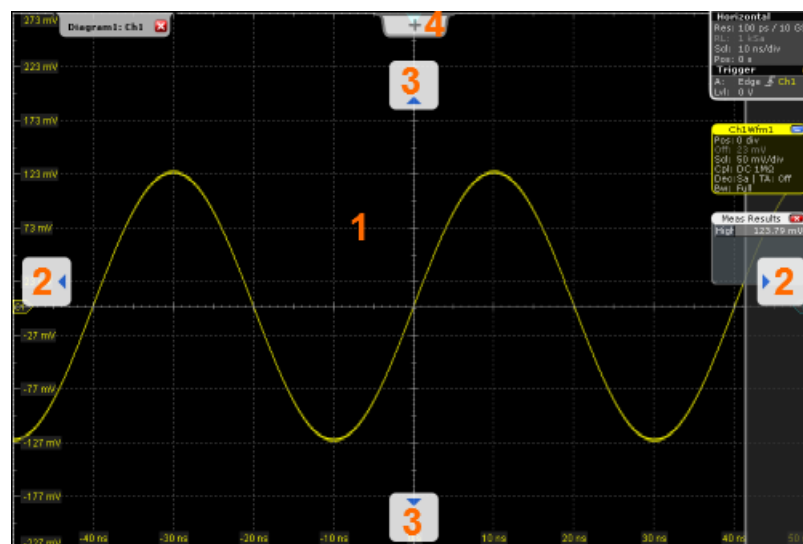 273 mV
Diagram1: Ch1
+
4
Horizontal
Res: 100 ps / 10 GS
RL: 1 kSa
Scl: 10 ns/div
Pos: 0 s
Trigger
A: Edge Ch1
Lvl: 0 V
223 mV
3
173 mV
Ch1Wfm1
Pos: 0 div
Off: 23 mV
Scl: 50 mV/div
Cpl: DC 1MΩ
Dec:Sa | TA: Off
Bw: Full
123 mV
73 mV
1
Meas Results
High 123.79 mV
2
2
-27 mV
-77 mV
-127 mV
-177 mV
3
-227 mV
-40 ns
-30 ns
-20 ns
-10 ns
10 ns
20 ns
30 ns
40 ns
50